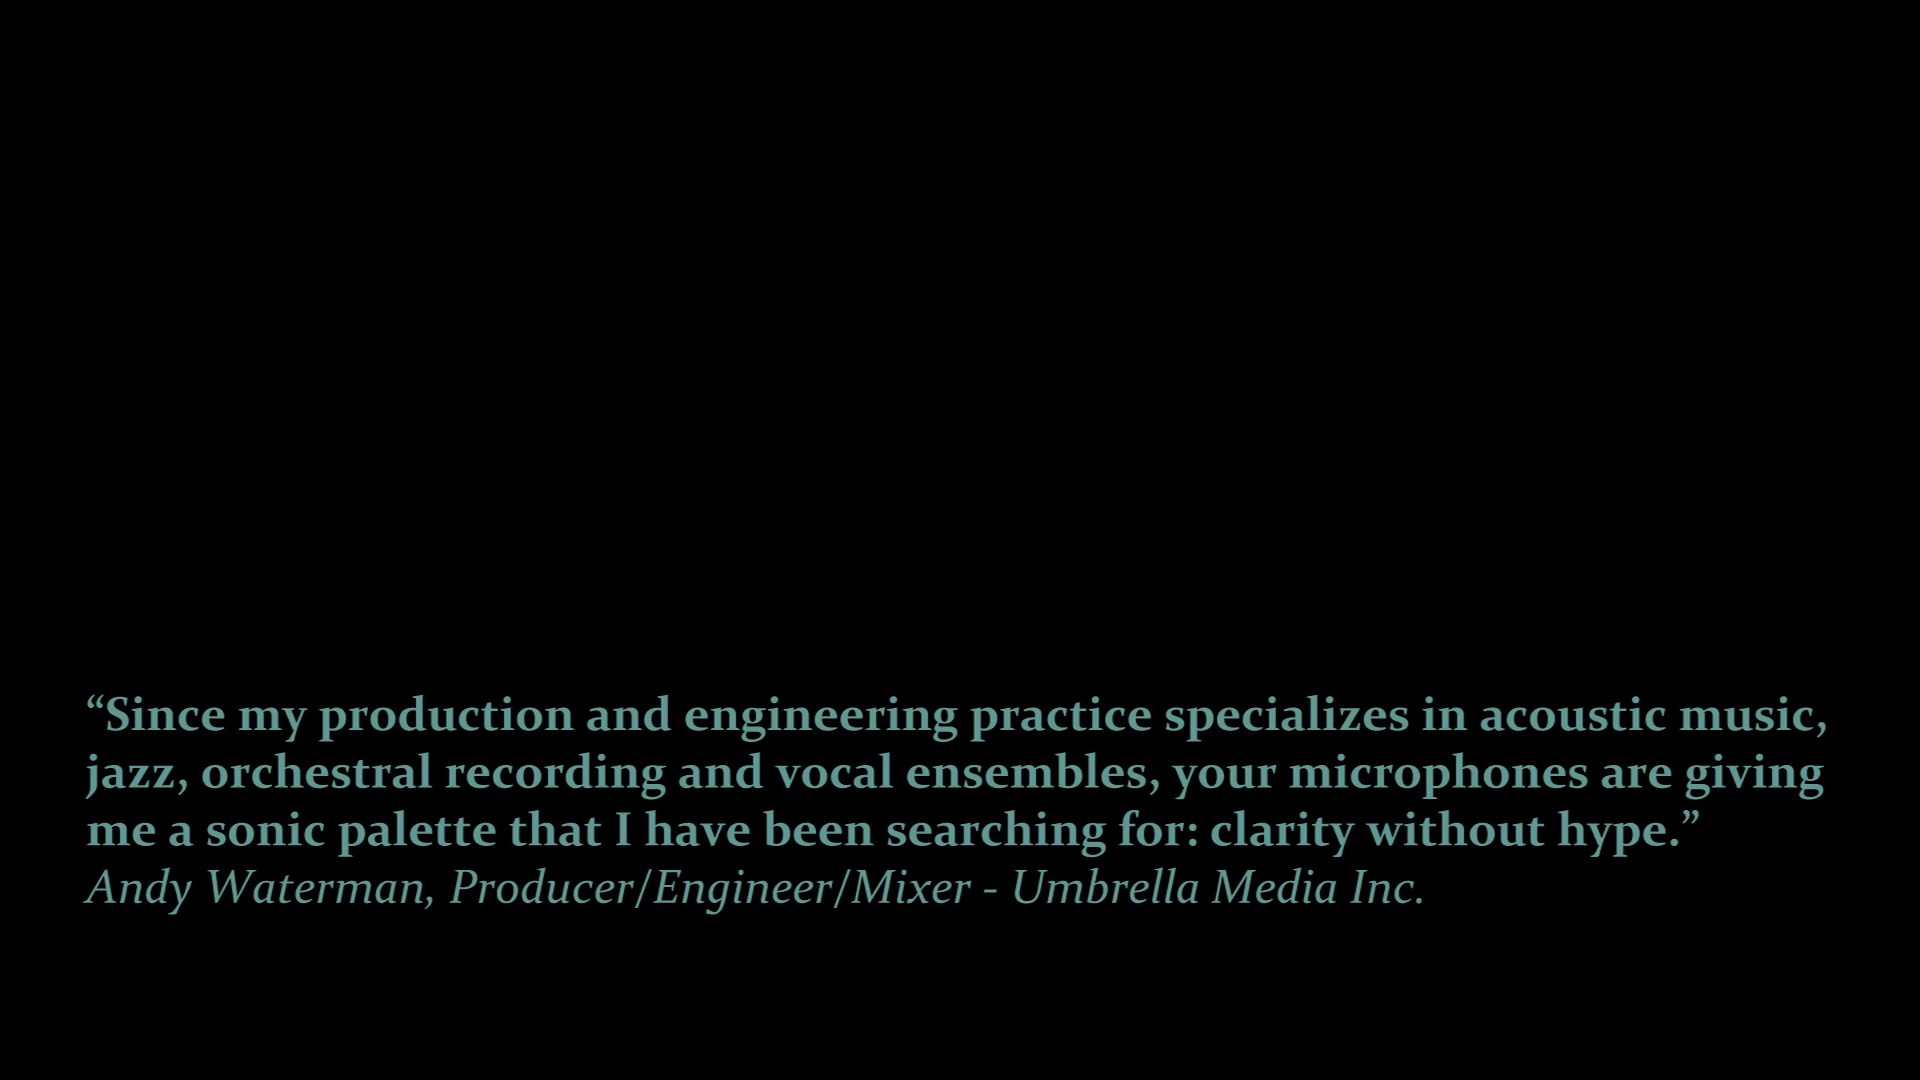 “Since my production and engineering practice specializes in acoustic music,
jazz, orchestral recording and vocal ensembles, your microphones are giving
me a sonic palette that I have been searching for: clarity without hype.”
Andy Waterman, Producer/Engineer/Mixer - Umbrella Media Inc.